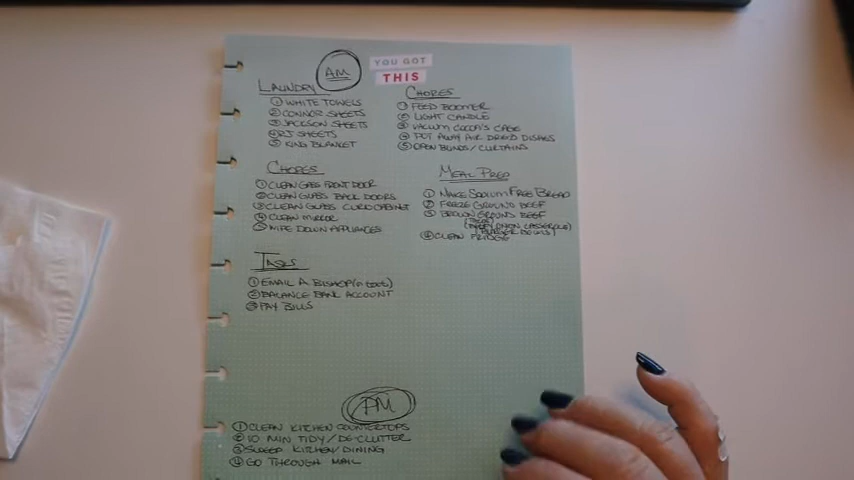 AM
YOU GOT
THIS
LAUNDRY
① WHITE TOWELS
② CONNOR SHEETS
③ JACKSON SHEETS
④ RJ SHEETS
⑤ KING BLANKET
CHORES
① FEED BOOMER
② LIGHT CANDLE
③ VACUUM COCOA'S CAGE
④ PUT AWAY AIR DRIED DISHES
⑤ OPEN BLINDS/CURTAINS
CHORES
① CLEAN GLASS FRONT DOOR
② CLEAN GLASS BACK DOORS
③ CLEAN GLASS CURIO CABINET
④ CLEAN MIRROR
⑤ WIPE DOWN APPLIANCES
MEAL PREP
① MAKE SODIUM FREE BREAD
② FREEZE GROUND BEEF
③ BROWN GROUND BEEF
ONION CASSEROLE)
BURGER BOWLS)
④ CLEAN FRIDGE
TASKS
① EMAIL A. BISHOP
② BALANCE BANK ACCOUNT
③ PAY BILLS
PM
① CLEAN KITCHEN COUNTERTOPS
② 10 MIN TIDY/DE-CLUTTER
③ SWEEP KITCHEN/DINING
④ GO THROUGH MAIL